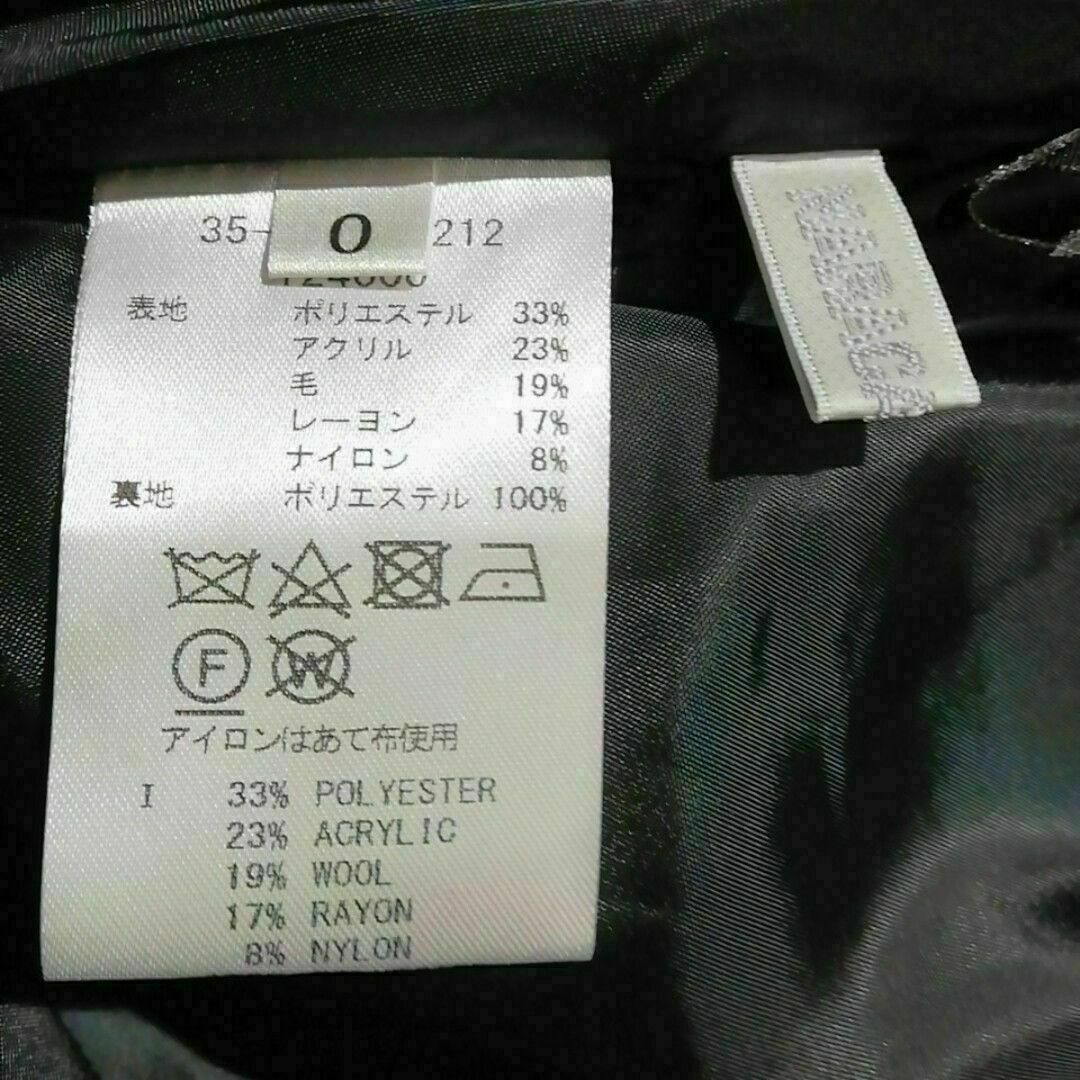 35-
O
212
表地 ポリエステル 33%
アクリル 23%
毛 19%
レーヨン 17%
ナイロン 8%
裏地 ポリエステル 100%
F
W
アイロンはあて布使用
I 33% POLYESTER
23% ACRYLIC
19% WOOL
17% RAYON
8% NYLON